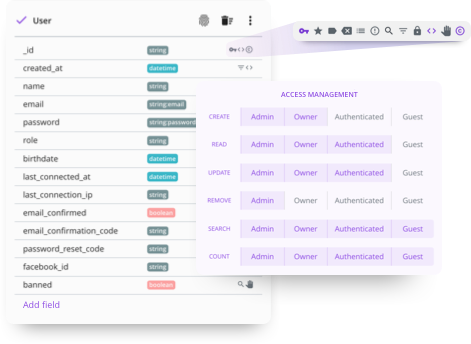 User
_id string
created_at datetime
name string
email string:email
password string:password
role string
birthdate datetime
last_connected_at datetime
last_connection_ip string
email_confirmed boolean
email_confirmation_code string
password_reset_code string
facebook_id string
banned boolean
Add field
ACCESS MANAGEMENT
CREATE Admin Owner Authenticated Guest
READ Admin Owner Authenticated Guest
UPDATE Admin Owner Authenticated Guest
REMOVE Admin Owner Authenticated Guest
SEARCH Admin Owner Authenticated Guest
COUNT Admin Owner Authenticated Guest